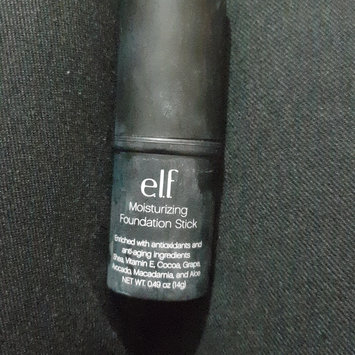 e.l.f
Moisturizing
Foundation Stick
Enriched with antioxidants and
anti-aging ingredients
Shea, Vitamin E, Cocoa, Grape,
Avocado, Macadamia, and Aloe
NET WT. 0.49 oz (14g)